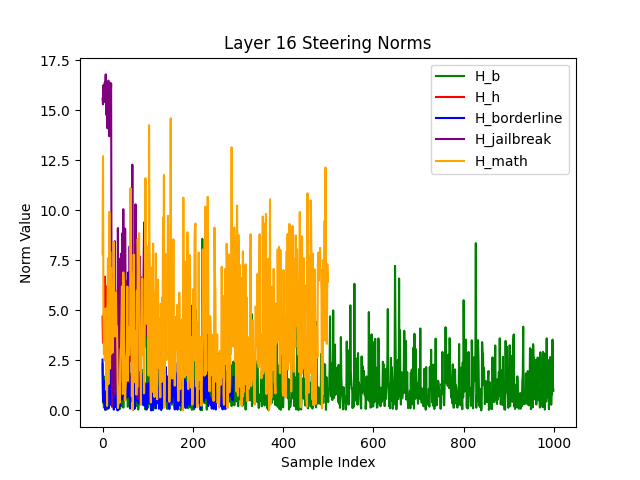 Layer 16 Steering Norms
17.5
15.0
12.5
10.0
7.5
5.0
2.5
0.0
Norm Value
H_b
H_h
H_borderline
H_jailbreak
H_math
0 200 400 600 800 1000
Sample Index